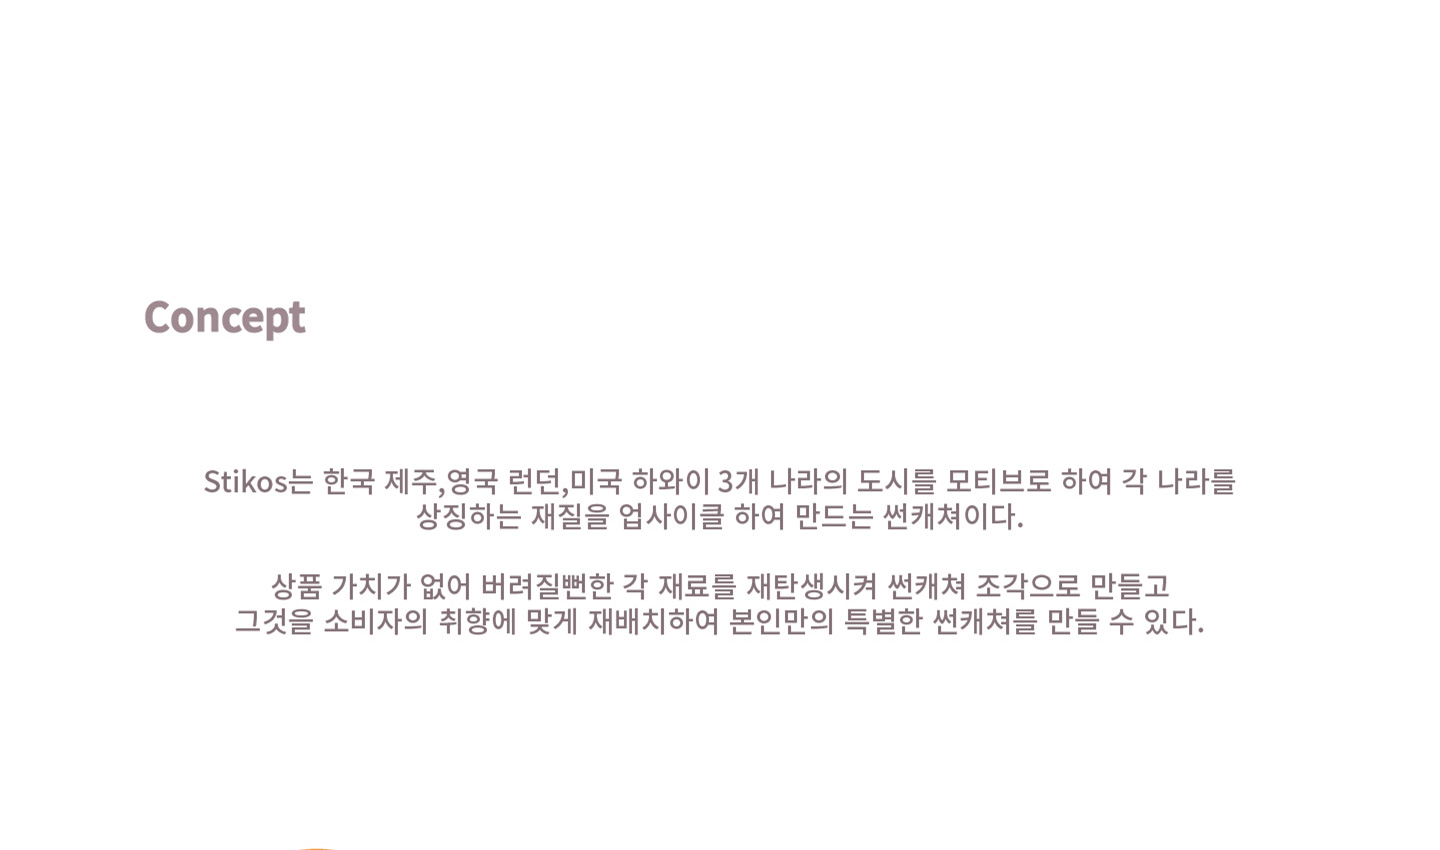 Concept
Stikos는 한국 제주,영국 런던,미국 하와이 3개 나라의 도시를 모티브로 하여 각 나라를
상징하는 재질을 업사이클 하여 만드는 썬캐쳐이다.
상품 가치가 없어 버려질뻔한 각 재료를 재탄생시켜 썬캐쳐 조각으로 만들고
그것을 소비자의 취향에 맞게 재배치하여 본인만의 특별한 썬캐쳐를 만들 수 있다.